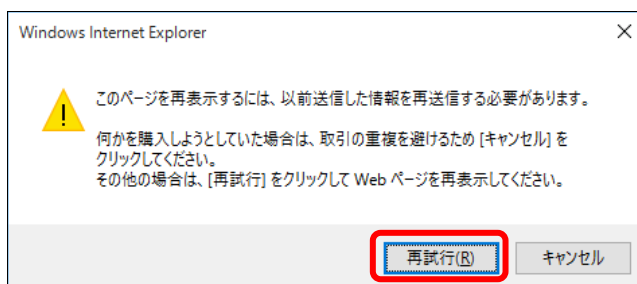 Windows Internet Explorer
このページを再表示するには、以前送信した情報を再送信する必要があります。
何かを購入しようとしていた場合は、取引の重複を避けるため [キャンセル] を
クリックしてください。
その他の場合は、[再試行] をクリックして Web ページを再表示してください。
再試行(R)
キャンセル